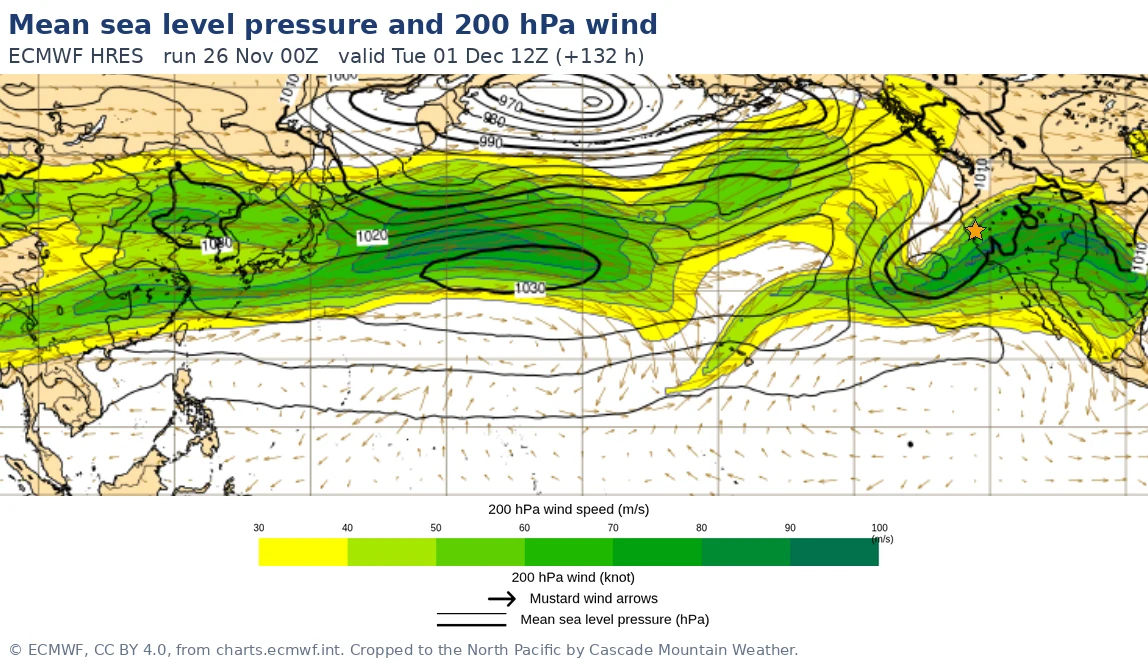 Mean sea level pressure and 200 hPa wind
ECMWF HRES run 26 Nov 00Z valid Tue 01 Dec 12Z (+132 h)
1010
1000
970
980
990
1010
1020
1030
1030
1010
200 hPa wind speed (m/s)
30 40 50 60 70 80 90 100
(m/s)
200 hPa wind (knot)
Mustard wind arrows
Mean sea level pressure (hPa)
© ECMWF, CC BY 4.0, from charts.ecmwf.int. Cropped to the North Pacific by Cascade Mountain Weather.